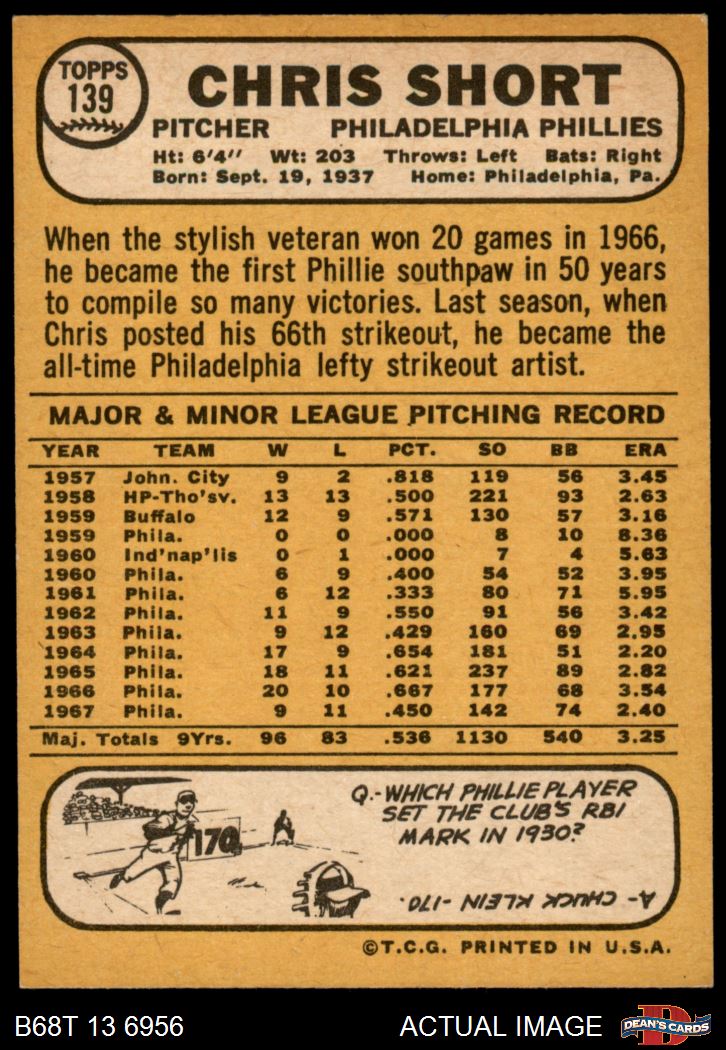 TOPPS
139
CHRIS SHORT
PITCHER PHILADELPHIA PHILLIES
Ht: 6'4" Wt: 203 Throws: Left Bats: Right
Born: Sept. 19, 1937 Home: Philadelphia, Pa.
When the stylish veteran won 20 games in 1966,
he became the first Phillie southpaw in 50 years
to compile so many victories. Last season, when
Chris posted his 66th strikeout, he became the
all-time Philadelphia lefty strikeout artist.
MAJOR & MINOR LEAGUE PITCHING RECORD
YEAR TEAM W L PCT. SO BB ERA
1957 John. City 9 2 .818 119 56 3.45
1958 HP-Tho'sv. 13 13 .500 221 93 2.63
1959 Buffalo 12 9 .571 130 57 3.16
1959 Phila. 0 0 .000 8 10 8.36
1960 Ind'nap'lis 0 1 .000 7 4 5.63
1960 Phila. 6 9 .400 54 52 3.95
1961 Phila. 6 12 .333 80 71 5.95
1962 Phila. 11 9 .550 91 56 3.42
1963 Phila. 9 12 .429 160 69 2.95
1964 Phila. 17 9 .654 181 51 2.20
1965 Phila. 18 11 .621 237 89 2.82
1966 Phila. 20 10 .667 177 68 3.54
1967 Phila. 9 11 .450 142 74 2.40
Maj. Totals 9Yrs. 96 83 .536 1130 540 3.25
170
Q.-WHICH PHILLIE PLAYER
SET THE CLUB'S RBI
MARK IN 1930?
A- CHUCK KLEIN-170.
©T.C.G. PRINTED IN U.S.A.
B68T 13 6956
ACTUAL IMAGE
D
DEAN'S CARDS